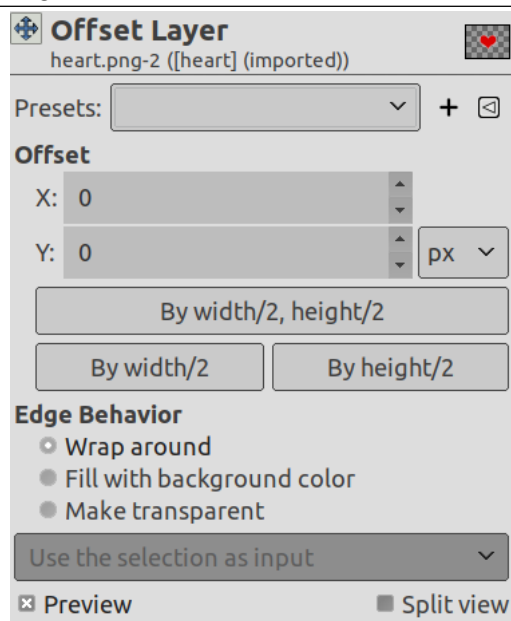 Offset Layer
heart.png-2 ([heart] (imported))
Presets:
Offset
X: 0
Y: 0 px
By width/2, height/2
By width/2 By height/2
Edge Behavior
Wrap around
Fill with background color
Make transparent
Use the selection as input
Preview Split view